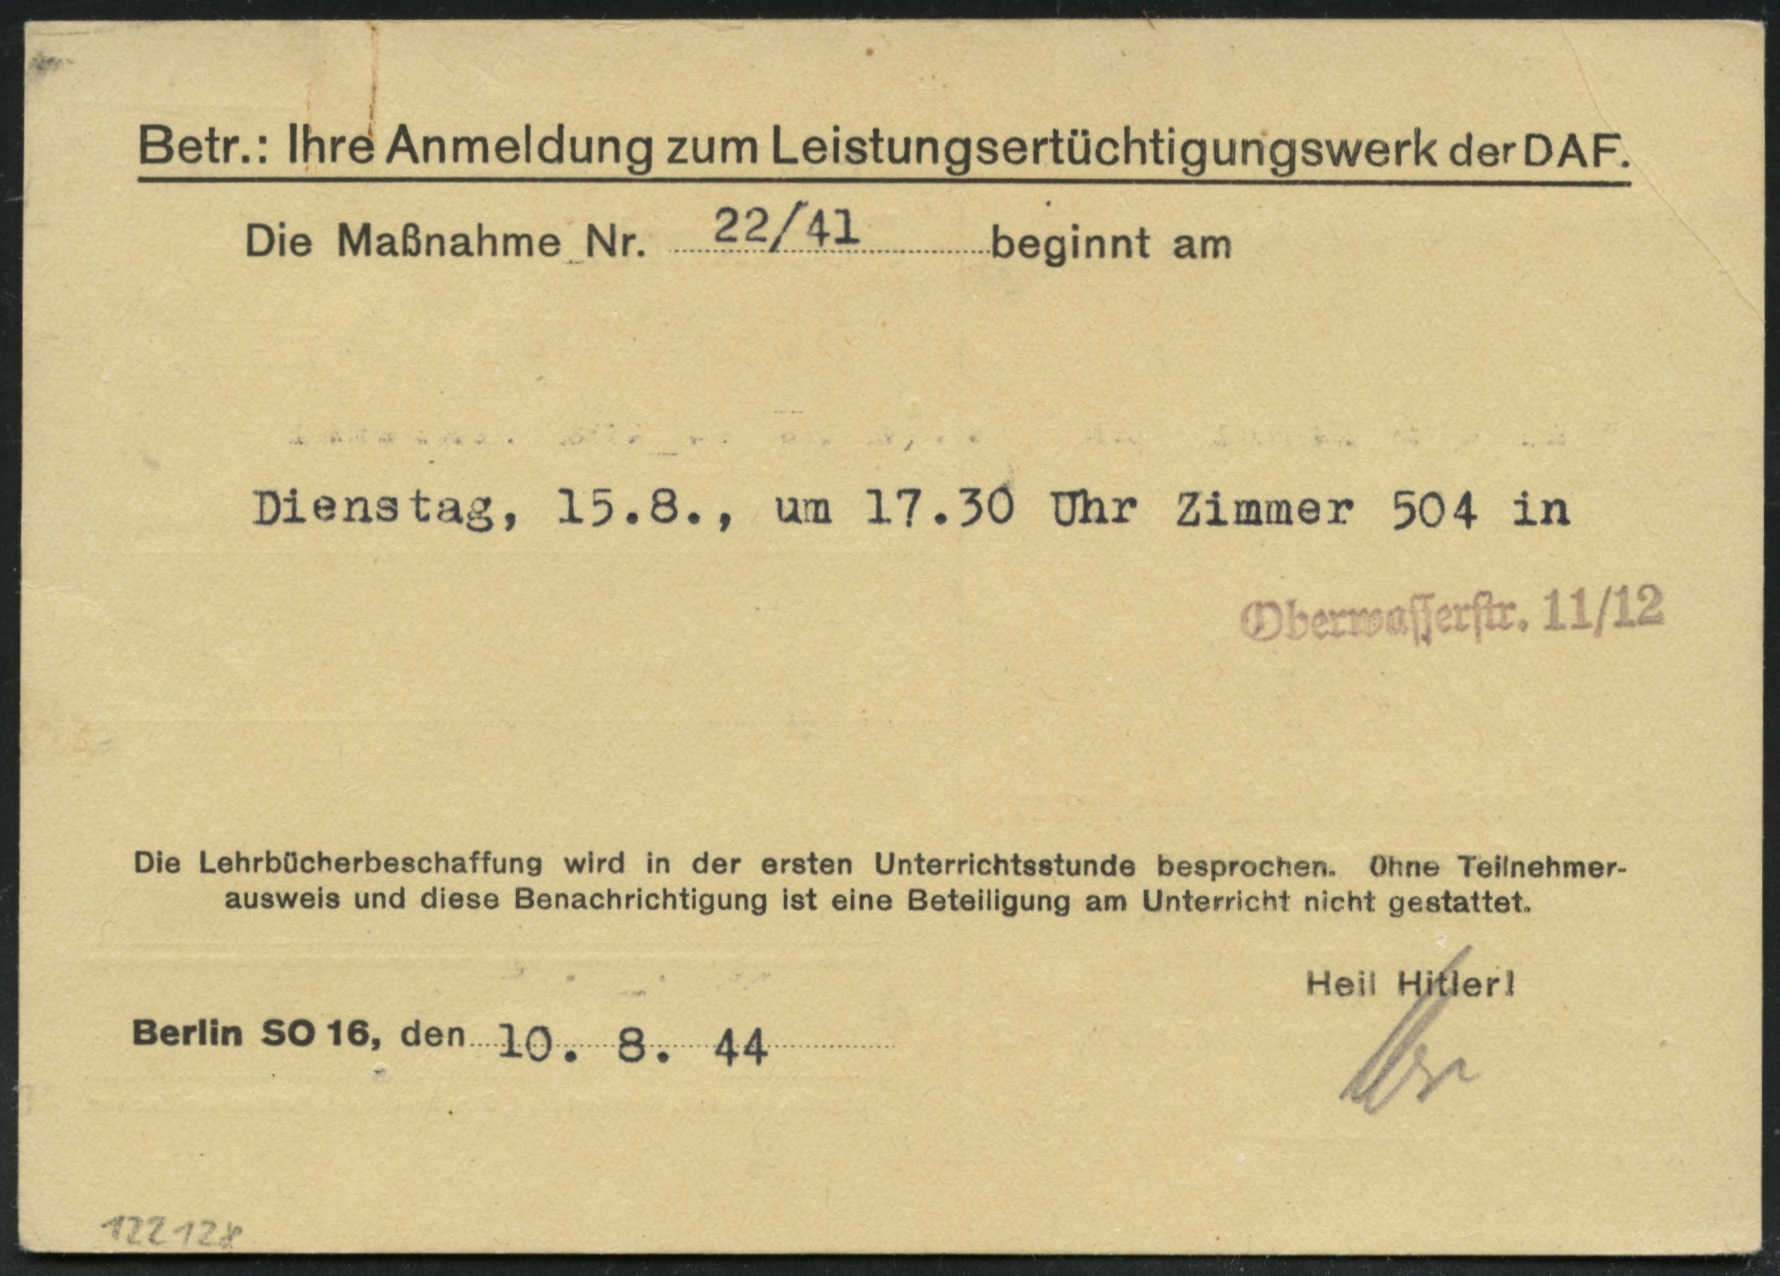 Betr.: Ihre Anmeldung zum Leistungsertüchtigungswerk der DAF.
Die Maßnahme Nr. 22/41 beginnt am
Dienstag, 15.8., um 17.30 Uhr Zimmer 504 in
Oberwasserstr. 11/12
Die Lehrbücherbeschaffung wird in der ersten Unterrichtsstunde besprochen. Ohne Teilnehmer-
ausweis und diese Benachrichtigung ist eine Beteiligung am Unterricht nicht gestattet.
Heil Hitler!
Berlin SO 16, den 10. 8. 44
122128